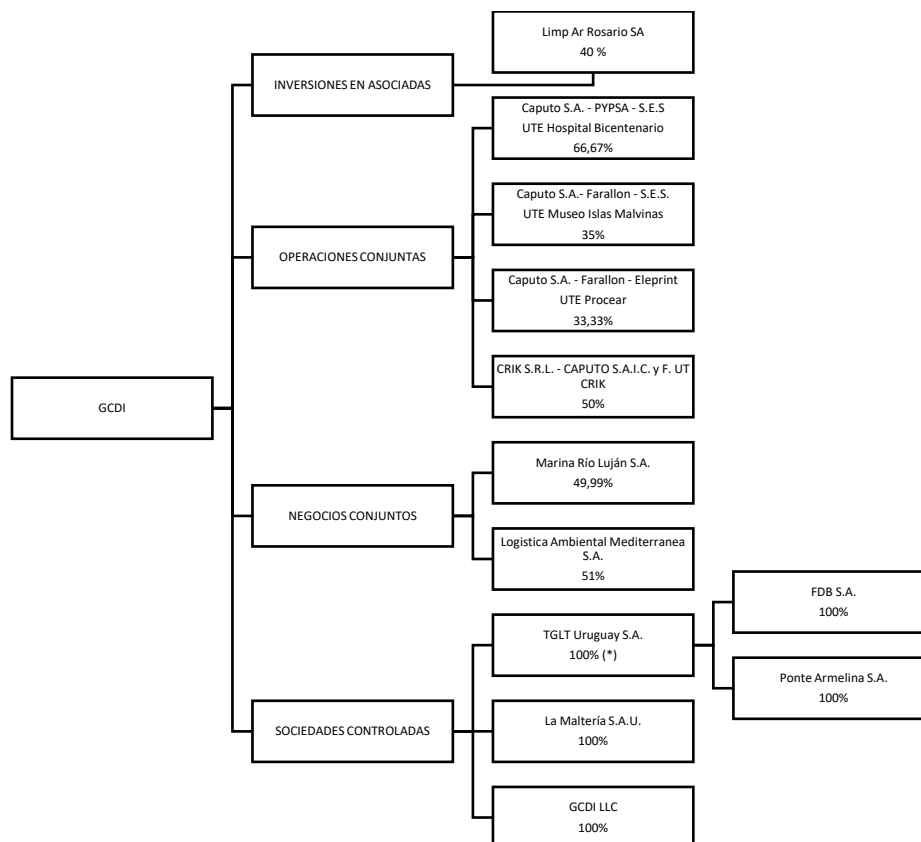 Limp Ar Rosario SA
40 %
INVERSIONES EN ASOCIADAS
Caputo S.A. - PYPSA - S.E.S
UTE Hospital Bicentenario
66,67%
Caputo S.A.- Farallon - S.E.S.
UTE Museo Islas Malvinas
35%
OPERACIONES CONJUNTAS
Caputo S.A. - Farallon - Eleprint
UTE Procear
33,33%
CRIK S.R.L. - CAPUTO S.A.I.C. y F. UT
CRIK
50%
GCDI
Marina Río Luján S.A.
49,99%
NEGOCIOS CONJUNTOS
Logistica Ambiental Mediterranea
S.A.
51%
FDB S.A.
100%
TGLT Uruguay S.A.
100% (*)
Ponte Armelina S.A.
100%
SOCIEDADES CONTROLADAS
La Maltería S.A.U.
100%
GCDI LLC
100%